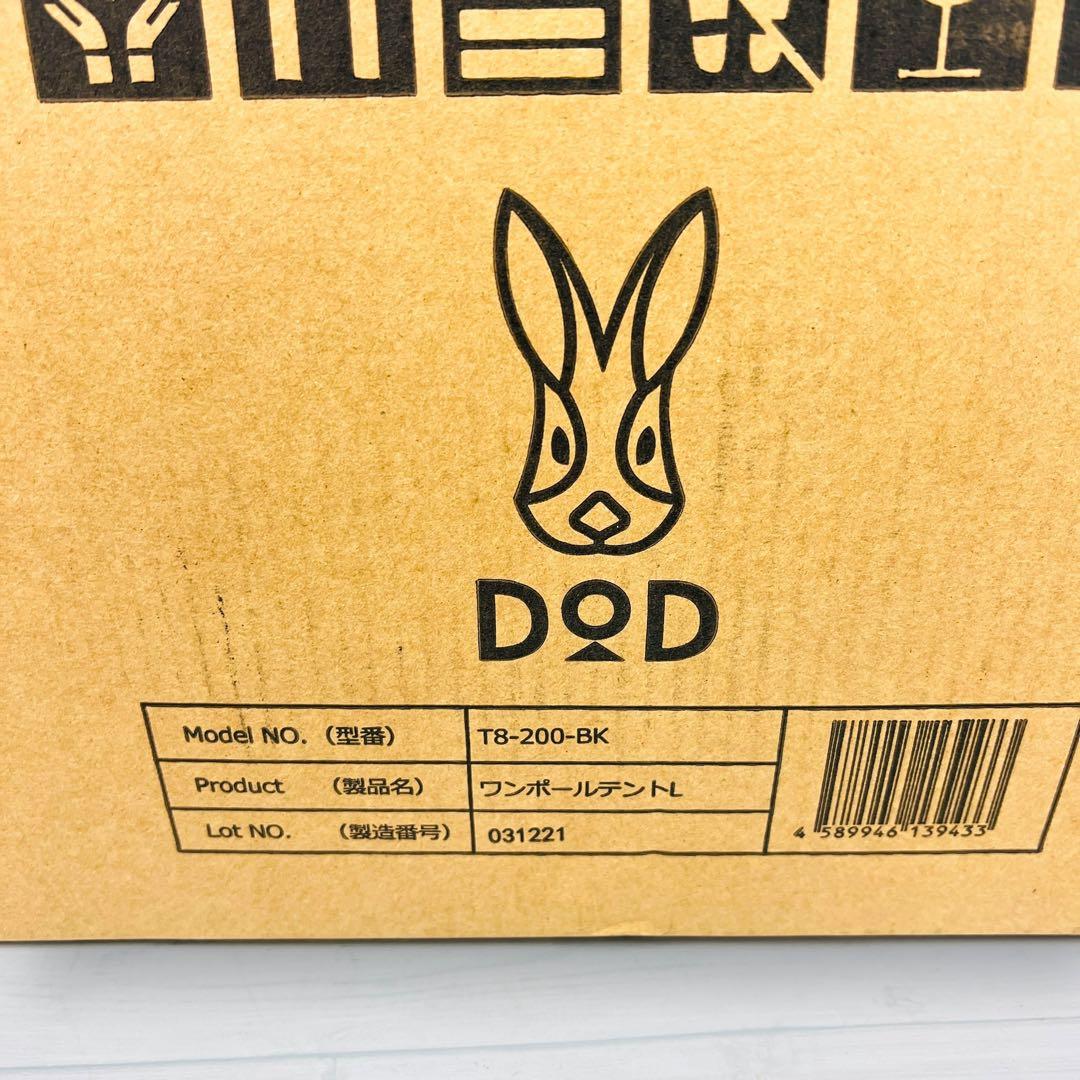 DOD
Model NO. （型番） T8-200-BK
Product （製品名） ワンポールテントL
Lot NO. （製造番号） 031221
4 589946 139433